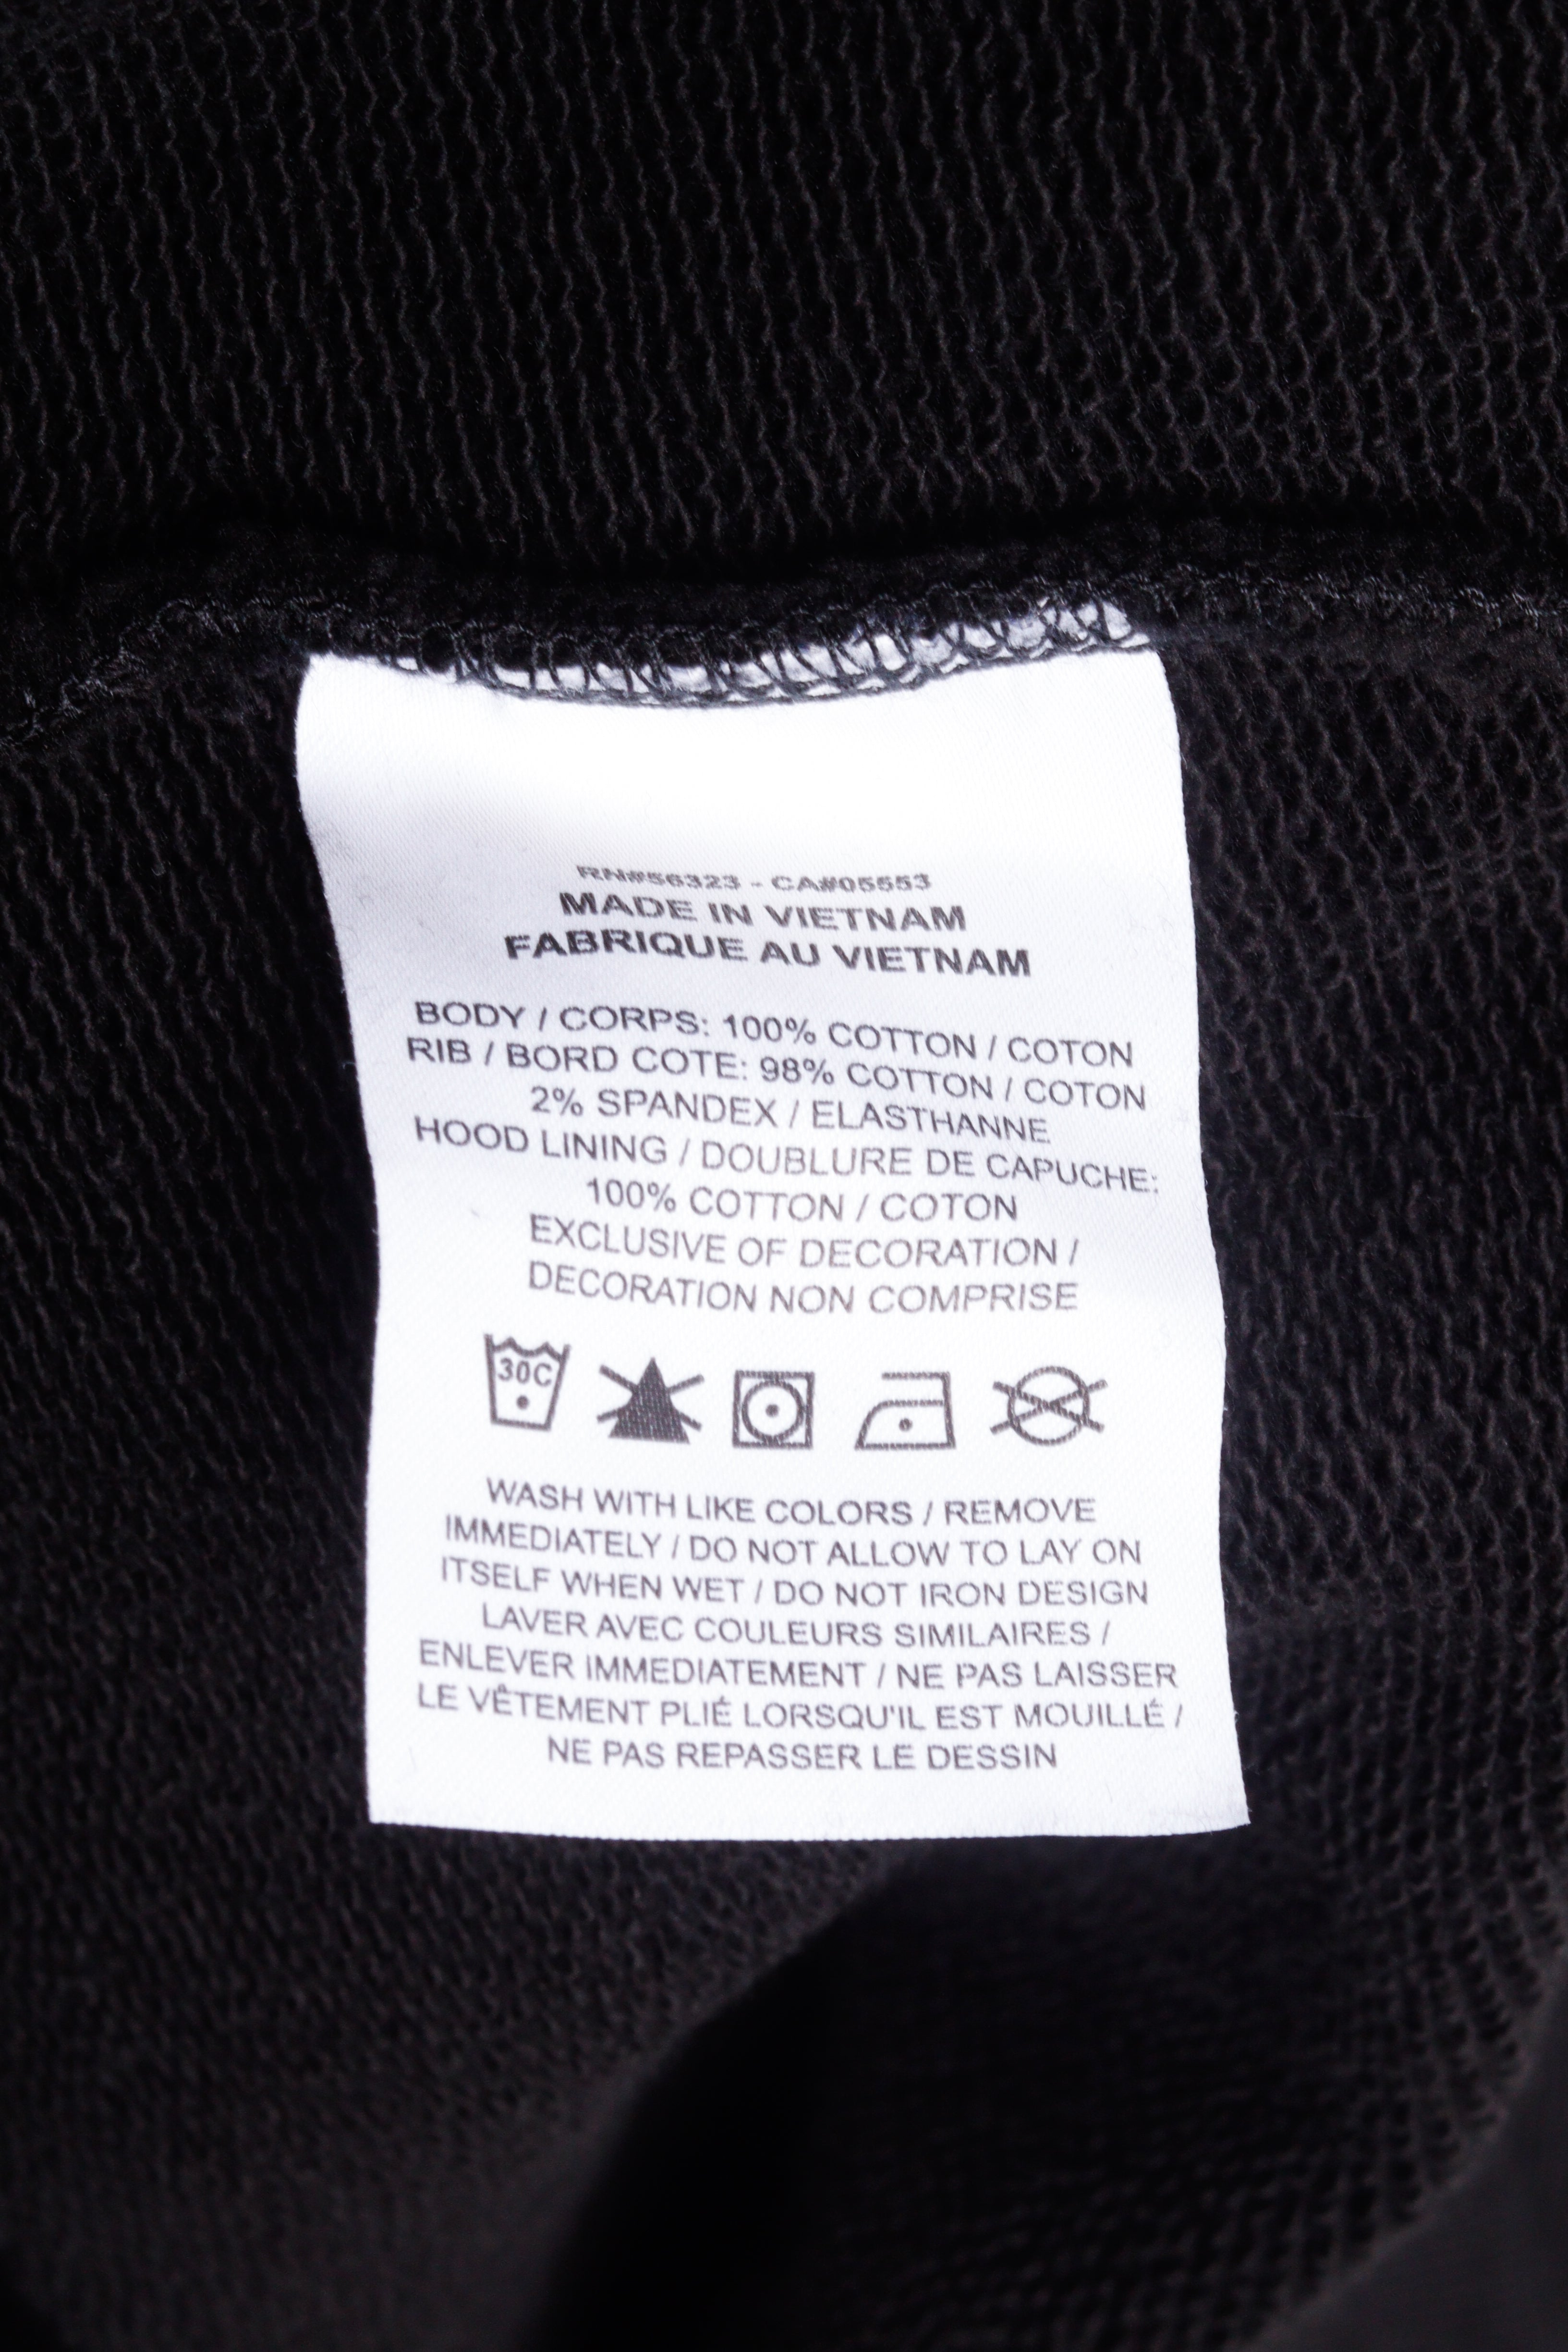 RN#56323 - CA#05553
MADE IN VIETNAM
FABRIQUE AU VIETNAM
BODY / CORPS: 100% COTTON / COTON
RIB / BORD COTE: 98% COTTON / COTON
2% SPANDEX / ELASTHANNE
HOOD LINING / DOUBLURE DE CAPUCHE:
100% COTTON / COTON
EXCLUSIVE OF DECORATION /
DECORATION NON COMPRISE
30C
WASH WITH LIKE COLORS / REMOVE
IMMEDIATELY / DO NOT ALLOW TO LAY ON
ITSELF WHEN WET / DO NOT IRON DESIGN
LAVER AVEC COULEURS SIMILAIRES /
ENLEVER IMMEDIATEMENT / NE PAS LAISSER
LE VÊTEMENT PLIÉ LORSQU'IL EST MOUILLÉ /
NE PAS REPASSER LE DESSIN